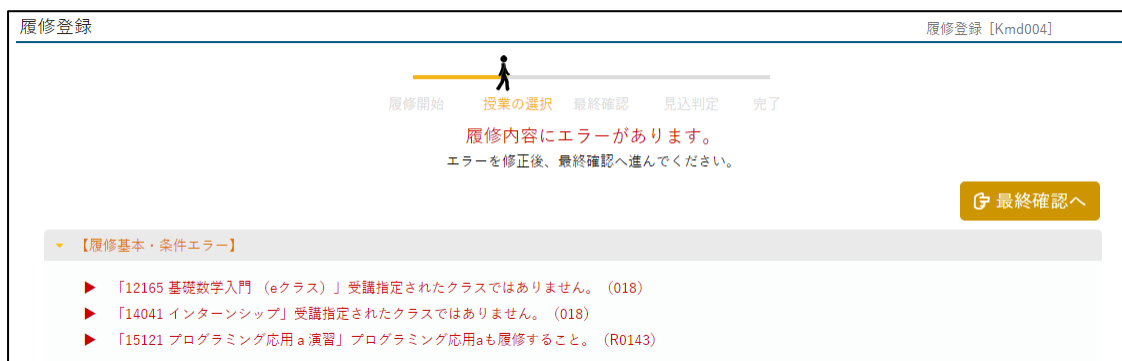 履修登録
履修登録 [Kmd004]
履修開始 授業の選択 最終確認 見込判定 完了
履修内容にエラーがあります。
エラーを修正後、最終確認へ進んでください。
最終確認へ
【履修基本・条件エラー】
「12165 基礎数学入門 (eクラス) 」受講指定されたクラスではありません。(018)
「14041 インターンシップ」受講指定されたクラスではありません。(018)
「15121 プログラミング応用a演習」プログラミング応用aも履修すること。(R0143)